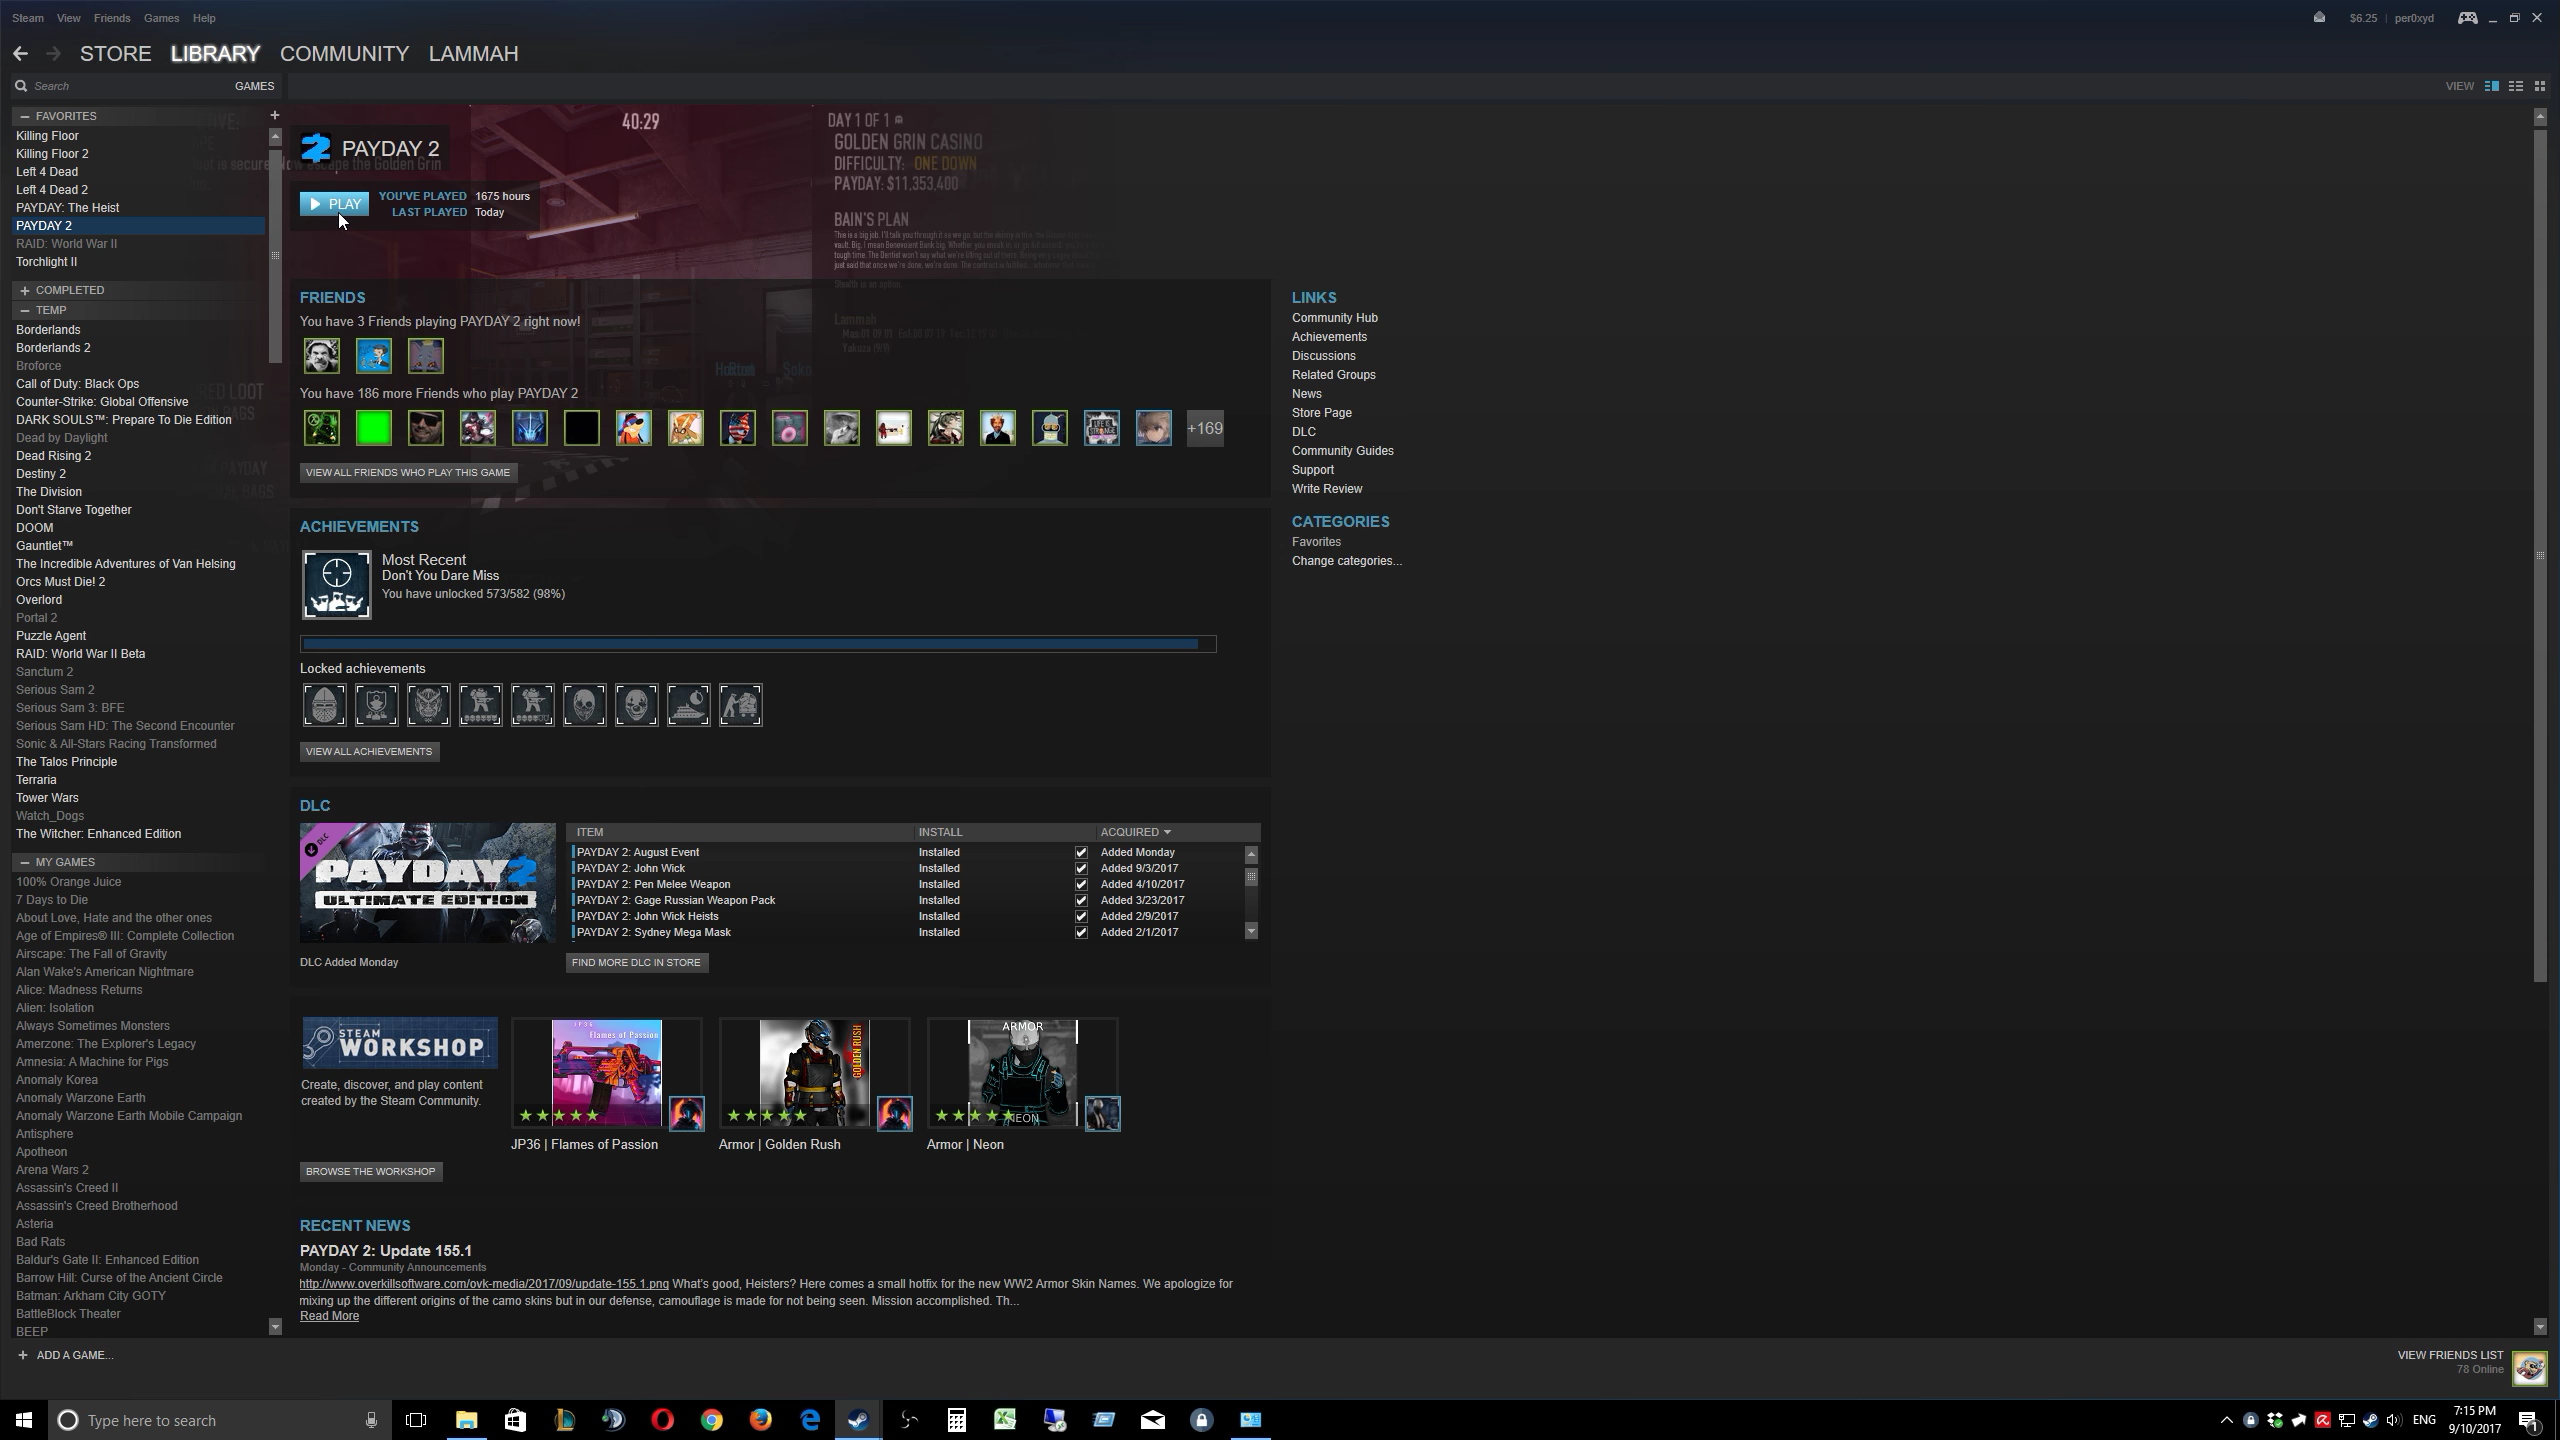 Steam View Friends Games Help
$6.25 | per0xyd
STORE LIBRARY COMMUNITY LAMMAH
Search GAMES
VIEW
— FAVORITES +
Killing Floor
Killing Floor 2
Left 4 Dead
Left 4 Dead 2
PAYDAY: The Heist
PAYDAY 2
RAID: World War II
Torchlight II
+ COMPLETED
— TEMP
Borderlands
Borderlands 2
Broforce
Call of Duty: Black Ops
Counter-Strike: Global Offensive
DARK SOULS™: Prepare To Die Edition
Dead by Daylight
Dead Rising 2
Destiny 2
The Division
Don't Starve Together
DOOM
Gauntlet™
The Incredible Adventures of Van Helsing
Orcs Must Die! 2
Overlord
Portal 2
Puzzle Agent
RAID: World War II Beta
Sanctum 2
Serious Sam 2
Serious Sam 3: BFE
Serious Sam HD: The Second Encounter
Sonic & All-Stars Racing Transformed
The Talos Principle
Terraria
Tower Wars
Watch_Dogs
The Witcher: Enhanced Edition
— MY GAMES
100% Orange Juice
7 Days to Die
About Love, Hate and the other ones
Age of Empires® III: Complete Collection
Airscape: The Fall of Gravity
Alan Wake's American Nightmare
Alice: Madness Returns
Alien: Isolation
Always Sometimes Monsters
Amerzone: The Explorer's Legacy
Amnesia: A Machine for Pigs
Anomaly Korea
Anomaly Warzone Earth
Anomaly Warzone Earth Mobile Campaign
Antisphere
Apotheon
Arena Wars 2
Assassin's Creed II
Assassin's Creed Brotherhood
Asteria
Bad Rats
Baldur's Gate II: Enhanced Edition
Barrow Hill: Curse of the Ancient Circle
Batman: Arkham City GOTY
BattleBlock Theater
BEEP
+ ADD A GAME...
40:29
PAYDAY 2
escape the Golden Grin
PLAY
YOU'VE PLAYED 1675 hours
LAST PLAYED Today
DAY 1 OF 1
GOLDEN GRIN CASINO
DIFFICULTY: ONE DOWN
PAYDAY: $11,353,400
BAIN'S PLAN
Stealth is an option.
Lammah
FRIENDS
You have 3 Friends playing PAYDAY 2 right now!
You have 186 more Friends who play PAYDAY 2
+169
VIEW ALL FRIENDS WHO PLAY THIS GAME
ACHIEVEMENTS
Most Recent
Don't You Dare Miss
You have unlocked 573/582 (98%)
Locked achievements
VIEW ALL ACHIEVEMENTS
DLC
DLC
PAYDAY 2
ULTIMATE EDITION
DLC Added Monday
ITEM INSTALL ACQUIRED
PAYDAY 2: August Event Installed Added Monday
PAYDAY 2: John Wick Installed Added 9/3/2017
PAYDAY 2: Pen Melee Weapon Installed Added 4/10/2017
PAYDAY 2: Gage Russian Weapon Pack Installed Added 3/23/2017
PAYDAY 2: John Wick Heists Installed Added 2/9/2017
PAYDAY 2: Sydney Mega Mask Installed Added 2/1/2017
FIND MORE DLC IN STORE
STEAM
WORKSHOP
Create, discover, and play content
created by the Steam Community.
BROWSE THE WORKSHOP
JP36
Flames of Passion
JP36 | Flames of Passion
GOLDEN RUSH
Armor | Golden Rush
ARMOR
NEON
Armor | Neon
RECENT NEWS
PAYDAY 2: Update 155.1
Monday - Community Announcements
http://www.overkillsoftware.com/ovk-media/2017/09/update-155.1.png What's good, Heisters? Here comes a small hotfix for the new WW2 Armor Skin Names. We apologize for
mixing up the different origins of the camo skins but in our defense, camouflage is made for not being seen. Mission accomplished. Th...
Read More
LINKS
Community Hub
Achievements
Discussions
Related Groups
News
Store Page
DLC
Community Guides
Support
Write Review
CATEGORIES
Favorites
Change categories...
VIEW FRIENDS LIST
78 Online
Type here to search
ENG
7:15 PM
9/10/2017
1